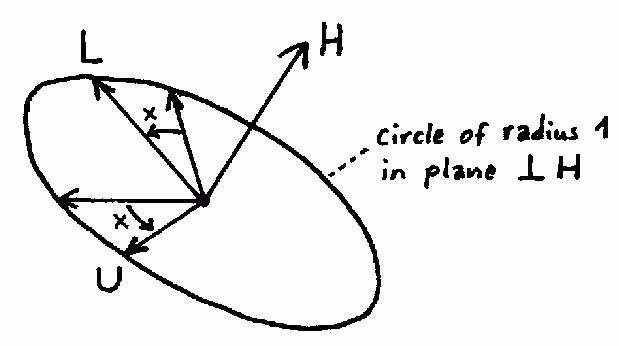 L
H
x
circle of radius 1
in plane ⊥ H
x
U